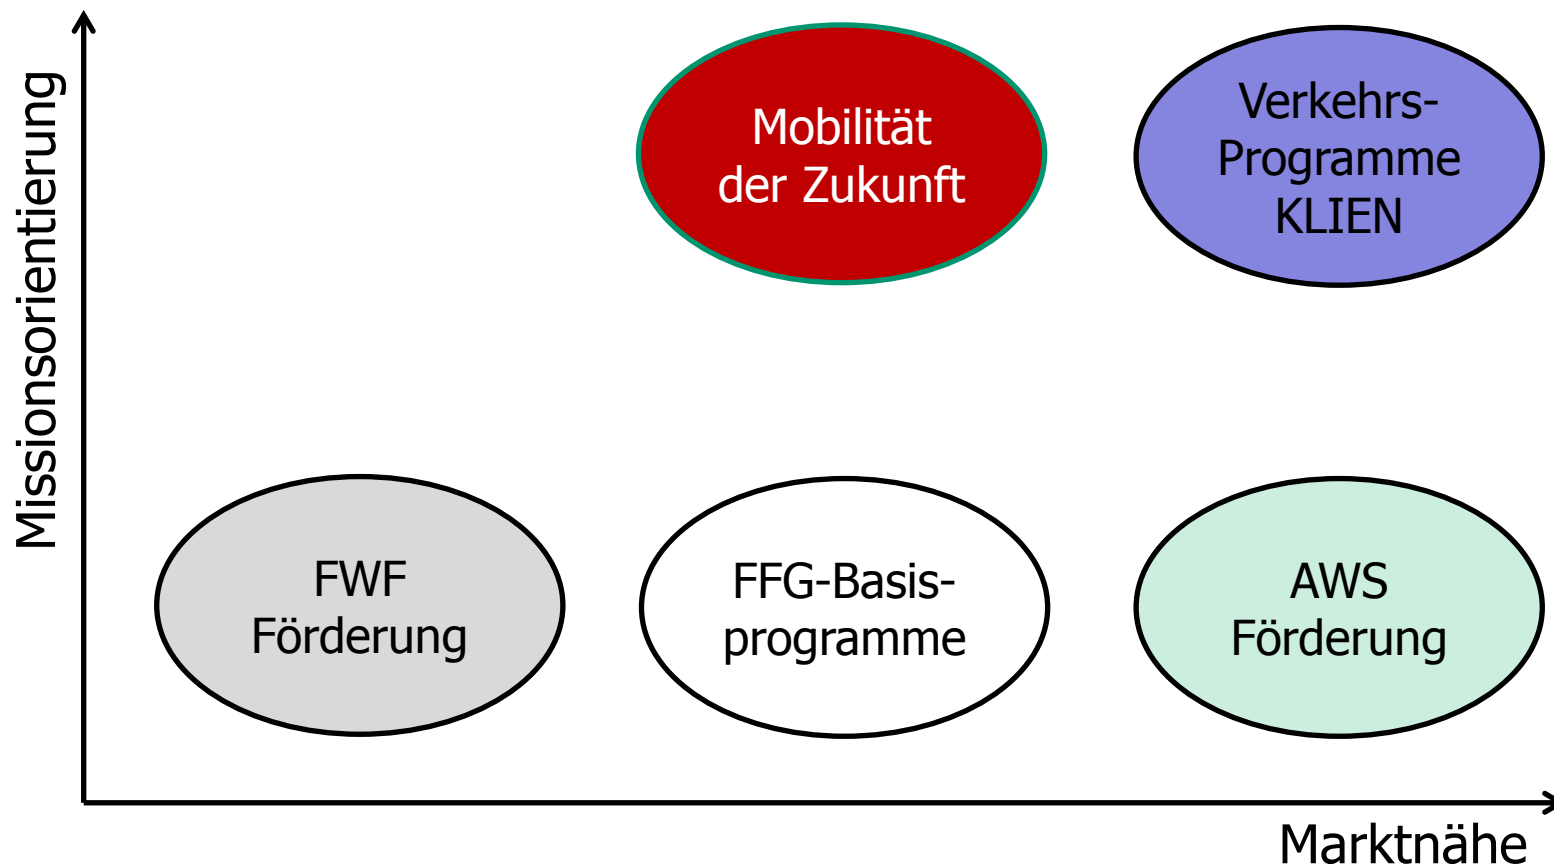 Missionsorientierung
Mobilität
der Zukunft
Verkehrs-
Programme
KLIEN
FWF
Förderung
FFG-Basis-
programme
AWS
Förderung
Marktnähe